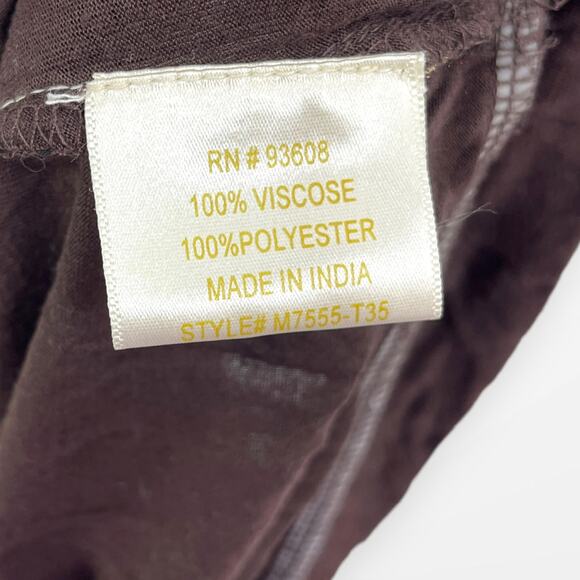 RN # 93608
100% VISCOSE
100%POLYESTER
MADE IN INDIA
STYLE# M7555-T35